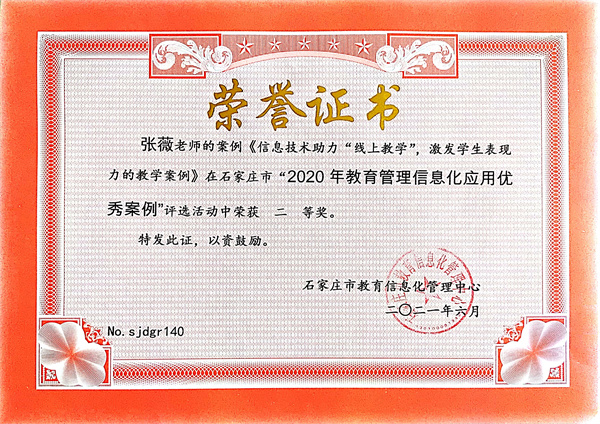 荣誉证书
张薇老师的案例《信息技术助力“线上教学”，激发学生表现
力的教学案例》在石家庄市“2020 年教育管理信息化应用优
秀案例”评选活动中荣获 二 等奖。
特发此证，以资鼓励。
石家庄市教育信息化管理中心
二〇二一年六月
No.sjdgr140